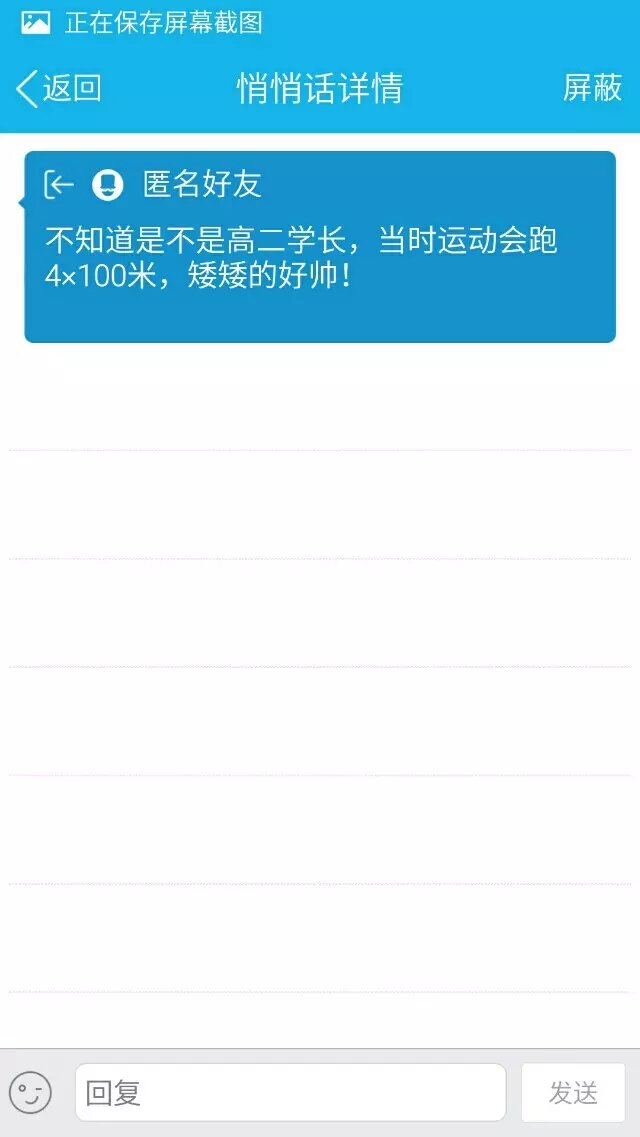 正在保存屏幕截图
返回 悄悄话详情 屏蔽
匿名好友
不知道是不是高二学长，当时运动会跑
4×100米，矮矮的好帅！
回复 发送